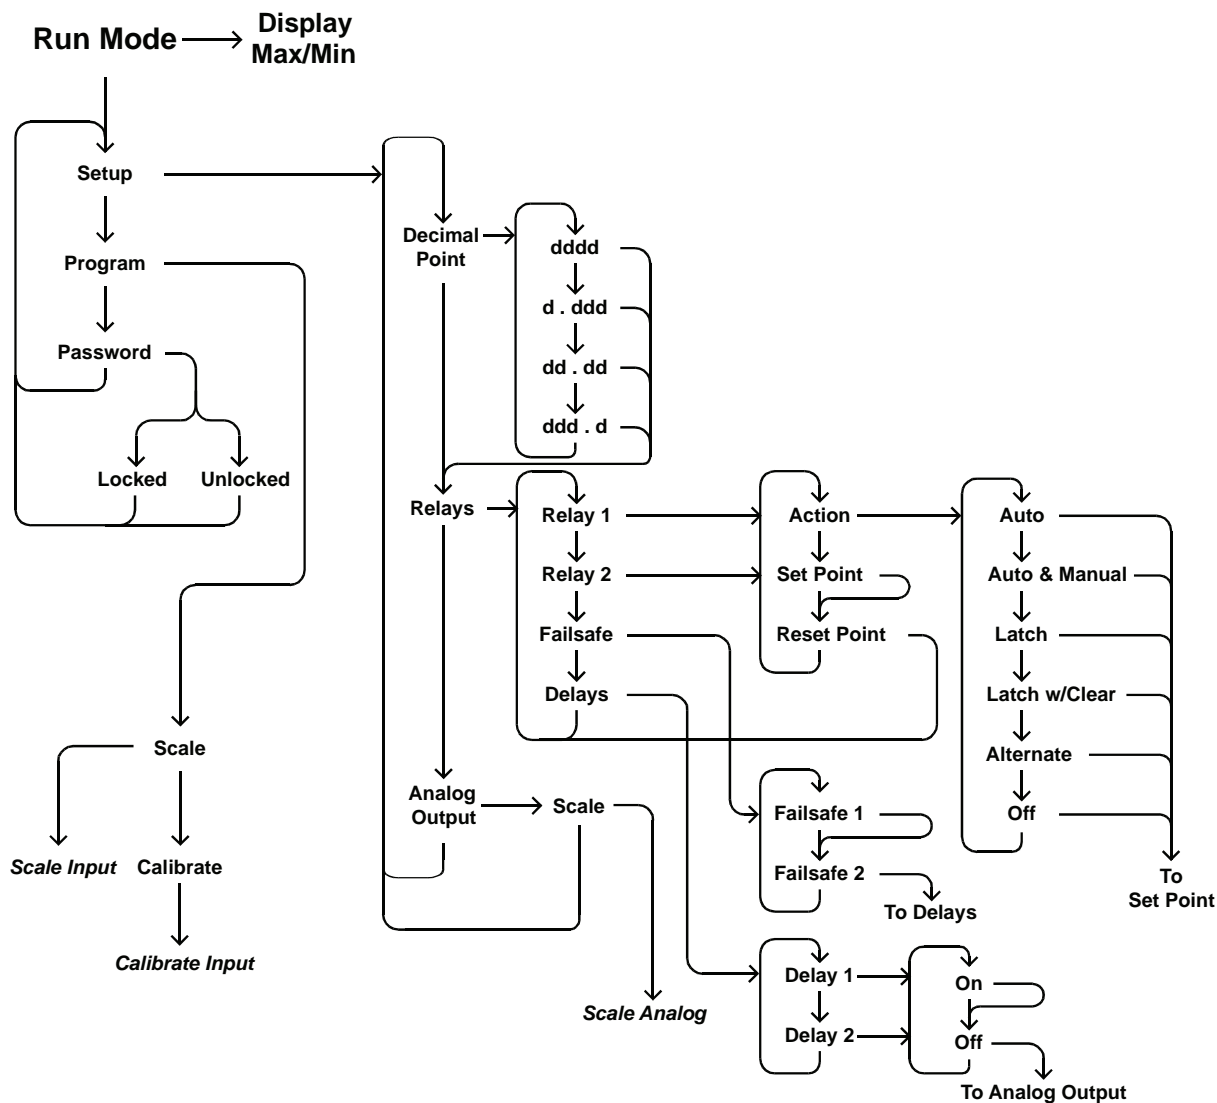 Run Mode
Display
Max/Min
Setup
Program
Password
Locked
Unlocked
Scale
Scale Input
Calibrate
Calibrate Input
Decimal
Point
dddd
d . ddd
dd . dd
ddd . d
Relays
Relay 1
Relay 2
Failsafe
Delays
Action
Set Point
Reset Point
Auto
Auto & Manual
Latch
Latch w/Clear
Alternate
Off
To
Set Point
Analog
Output
Scale
Scale Analog
Failsafe 1
Failsafe 2
To Delays
Delay 1
Delay 2
On
Off
To Analog Output